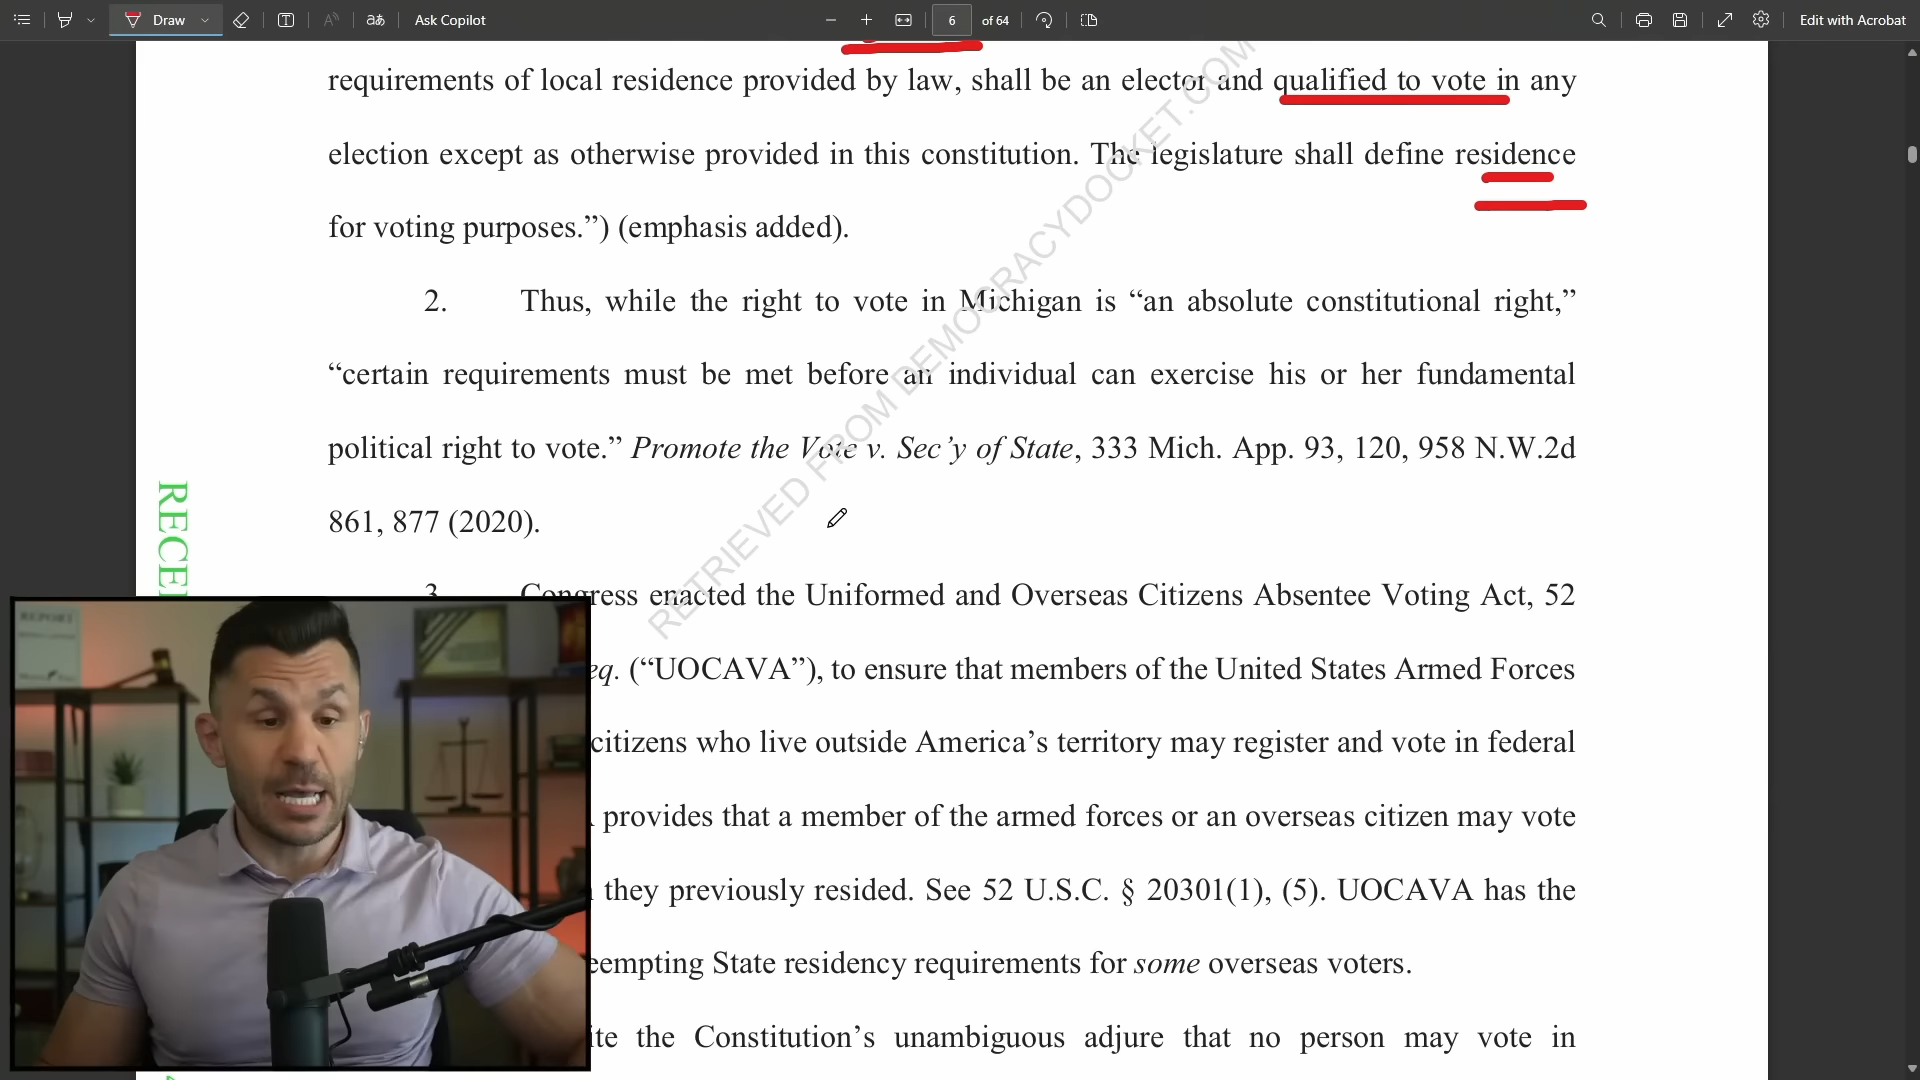 Draw
Ask Copilot
6 of 64
Edit with Acrobat
requirements of local residence provided by law, shall be an elector and qualified to vote in any
election except as otherwise provided in this constitution. The legislature shall define residence
for voting purposes.”) (emphasis added).
2. Thus, while the right to vote in Michigan is “an absolute constitutional right,”
“certain requirements must be met before an individual can exercise his or her fundamental
political right to vote.” Promote the Vote v. Sec’y of State, 333 Mich. App. 93, 120, 958 N.W.2d
861, 877 (2020).
3. Congress enacted the Uniformed and Overseas Citizens Absentee Voting Act, 52
eq. (“UOCAVA”), to ensure that members of the United States Armed Forces
citizens who live outside America’s territory may register and vote in federal
provides that a member of the armed forces or an overseas citizen may vote
they previously resided. See 52 U.S.C. § 20301(1), (5). UOCAVA has the
eempting State residency requirements for some overseas voters.
ite the Constitution’s unambiguous adjure that no person may vote in
RETRIEVED FROM DEMOCRACYDOCKET.COM
RECEI
REPORT